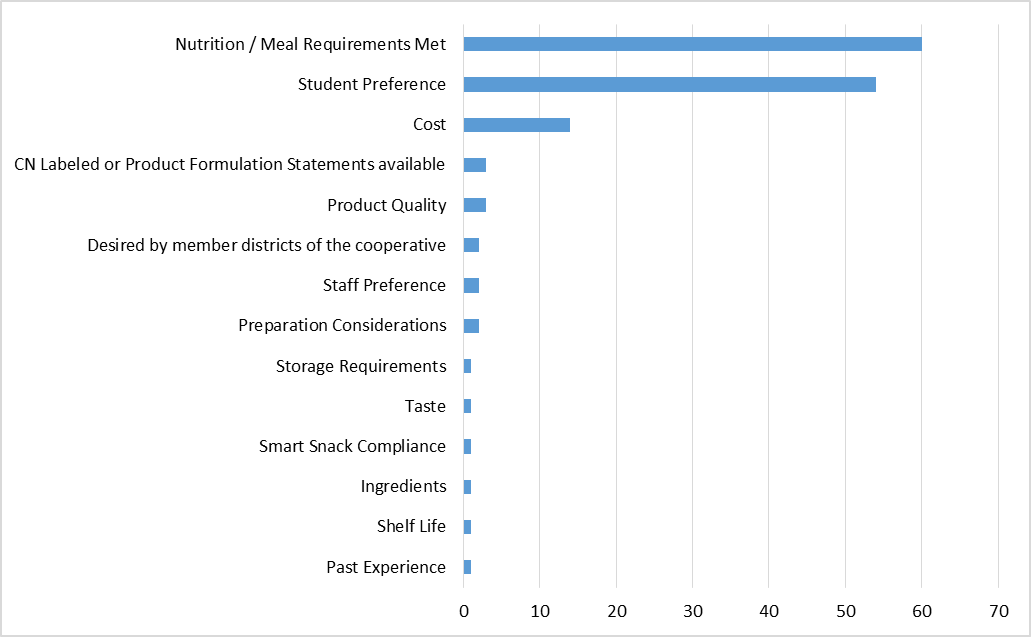 Nutrition / Meal Requirements Met
Student Preference
Cost
CN Labeled or Product Formulation Statements available
Product Quality
Desired by member districts of the cooperative
Staff Preference
Preparation Considerations
Storage Requirements
Taste
Smart Snack Compliance
Ingredients
Shelf Life
Past Experience
0 10 20 30 40 50 60 70